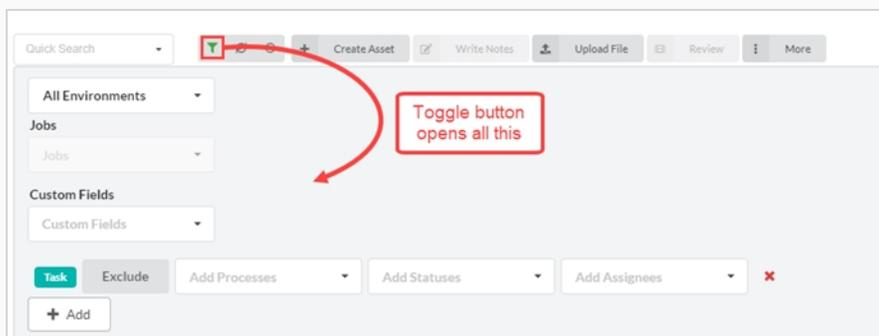 Quick Search
Create Asset
Write Notes
Upload File
Review
More
All Environments
Toggle button
opens all this
Jobs
Jobs
Custom Fields
Custom Fields
Task
Exclude
Add Processes
Add Statuses
Add Assignees
Add